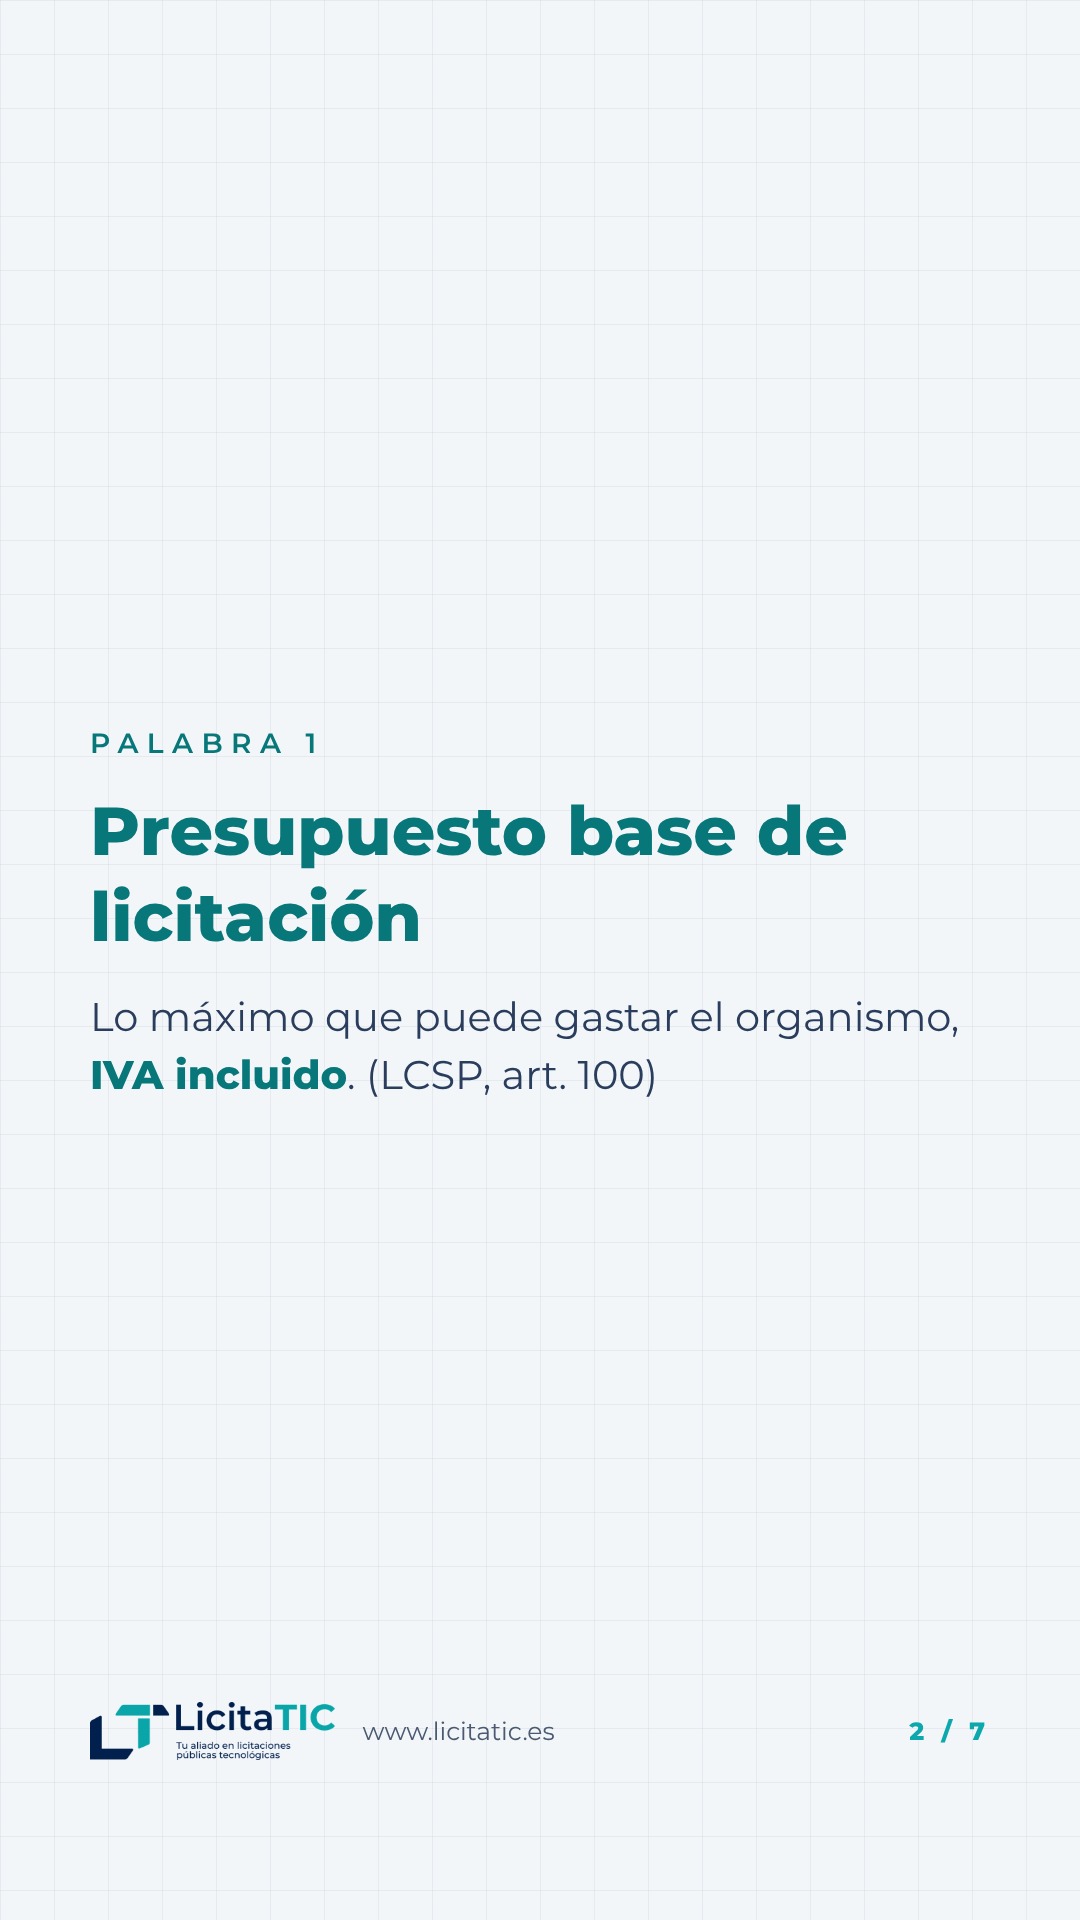 PALABRA 1
Presupuesto base de
licitación
Lo máximo que puede gastar el organismo,
IVA incluido. (LCSP, art. 100)
LicitaTIC
Tu aliado en licitaciones
públicas tecnológicas
www.licitatic.es
2 / 7